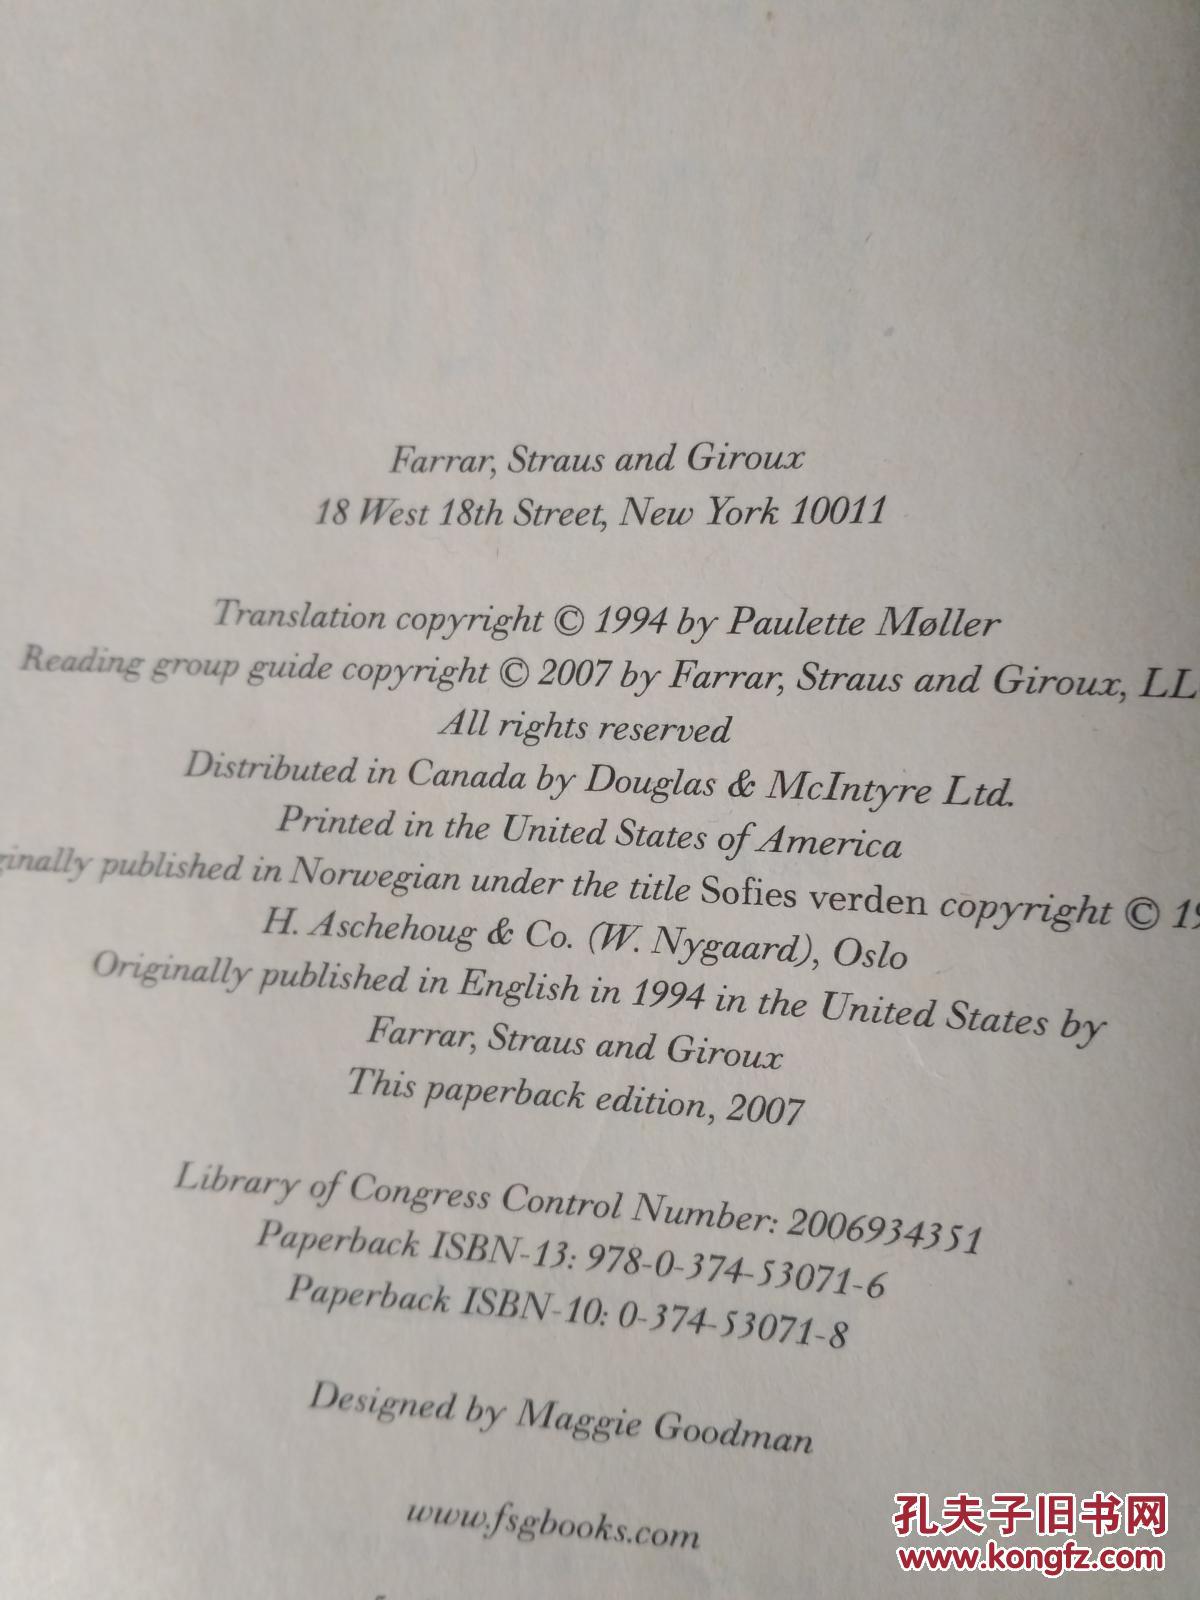 Farrar, Straus and Giroux
18 West 18th Street, New York 10011
Translation copyright © 1994 by Paulette Møller
Reading group guide copyright © 2007 by Farrar, Straus and Giroux, LL
All rights reserved
Distributed in Canada by Douglas & McIntyre Ltd.
Printed in the United States of America
ginally published in Norwegian under the title Sofies verden copyright © 19
H. Aschehoug & Co. (W. Nygaard), Oslo
Originally published in English in 1994 in the United States by
Farrar, Straus and Giroux
This paperback edition, 2007
Library of Congress Control Number: 2006934351
Paperback ISBN-13: 978-0-374-53071-6
Paperback ISBN-10: 0-374-53071-8
Designed by Maggie Goodman
www.fsgbooks.com
孔夫子旧书网
www.kongfz.com